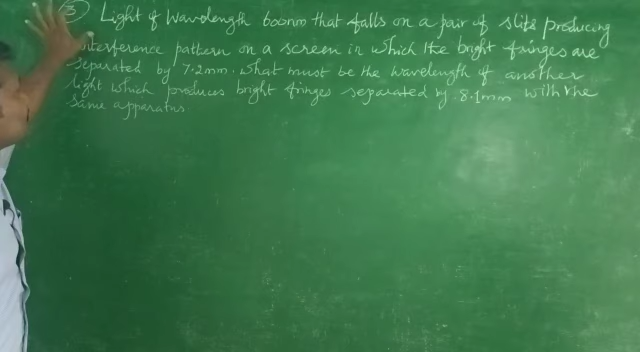 ③ Light of wavelength 600nm that falls on a pair of slits producing
interference pattern on a screen in which the bright fringes are
separated by 7.2mm. What must be the wavelength of another
light which produces bright fringes separated by 8.1mm with the
same apparatus.